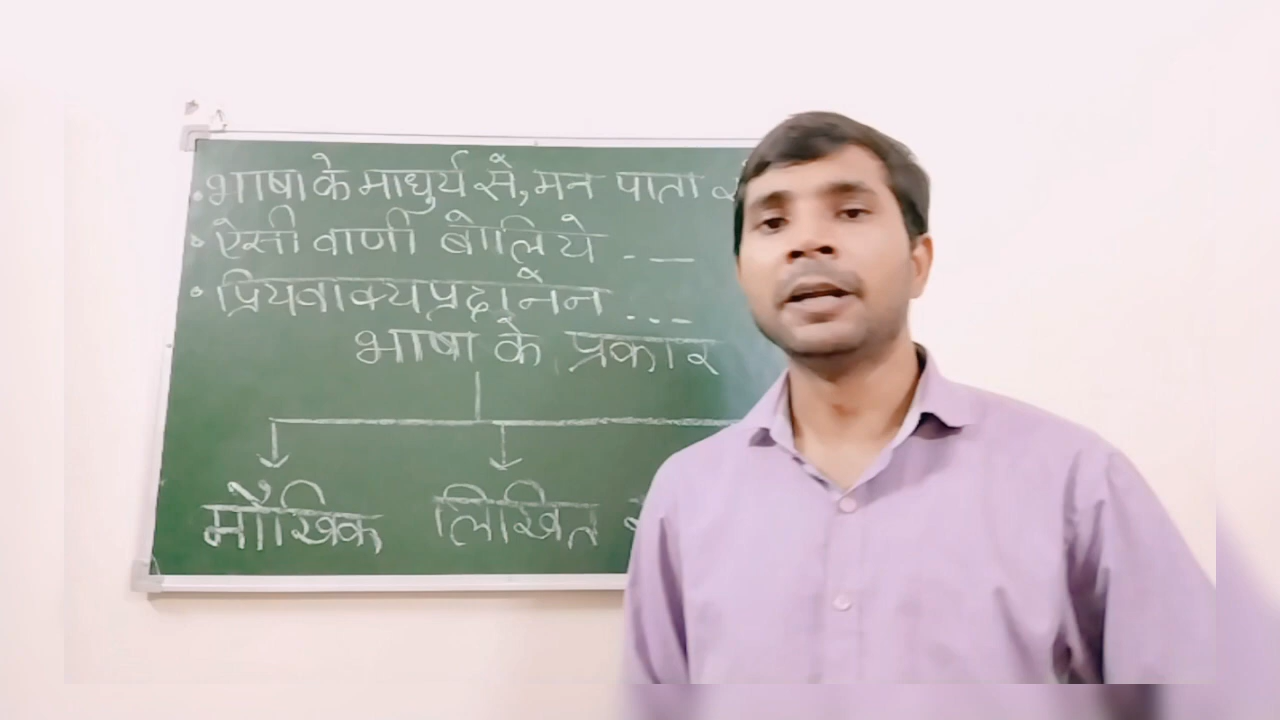 • भाषा के माधुर्य से, मन पाता
• ऐसी वाणी बोलिये - - -
• प्रियवाक्यप्रदानेन - - -
भाषा के प्रकार
मौखिक लिखित